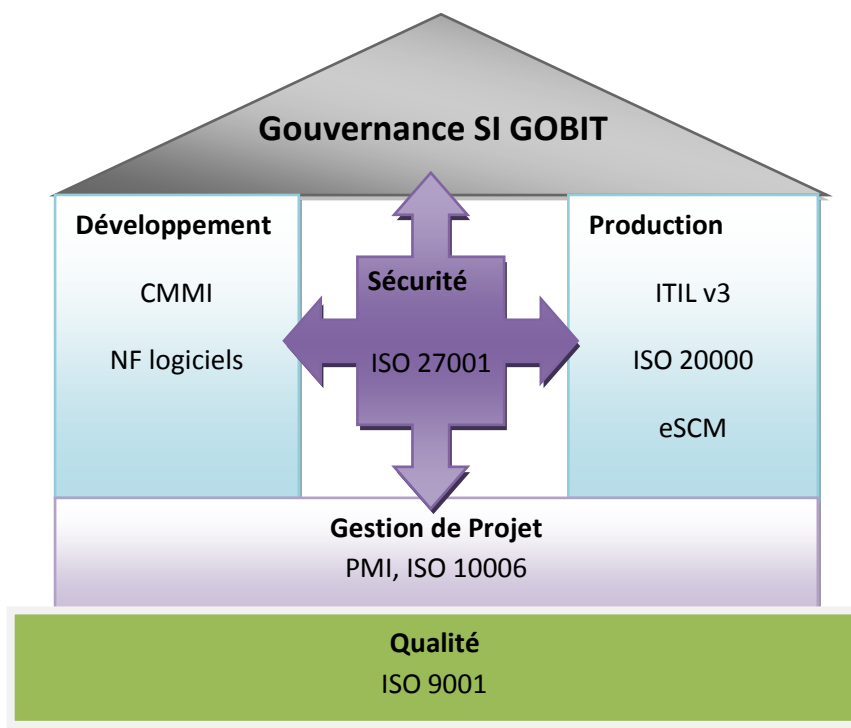 Gouvernance SI GOBIT
Développement
CMMI
NF logiciels
Sécurité
ISO 27001
Production
ITIL v3
ISO 20000
eSCM
Gestion de Projet
PMI, ISO 10006
Qualité
ISO 9001